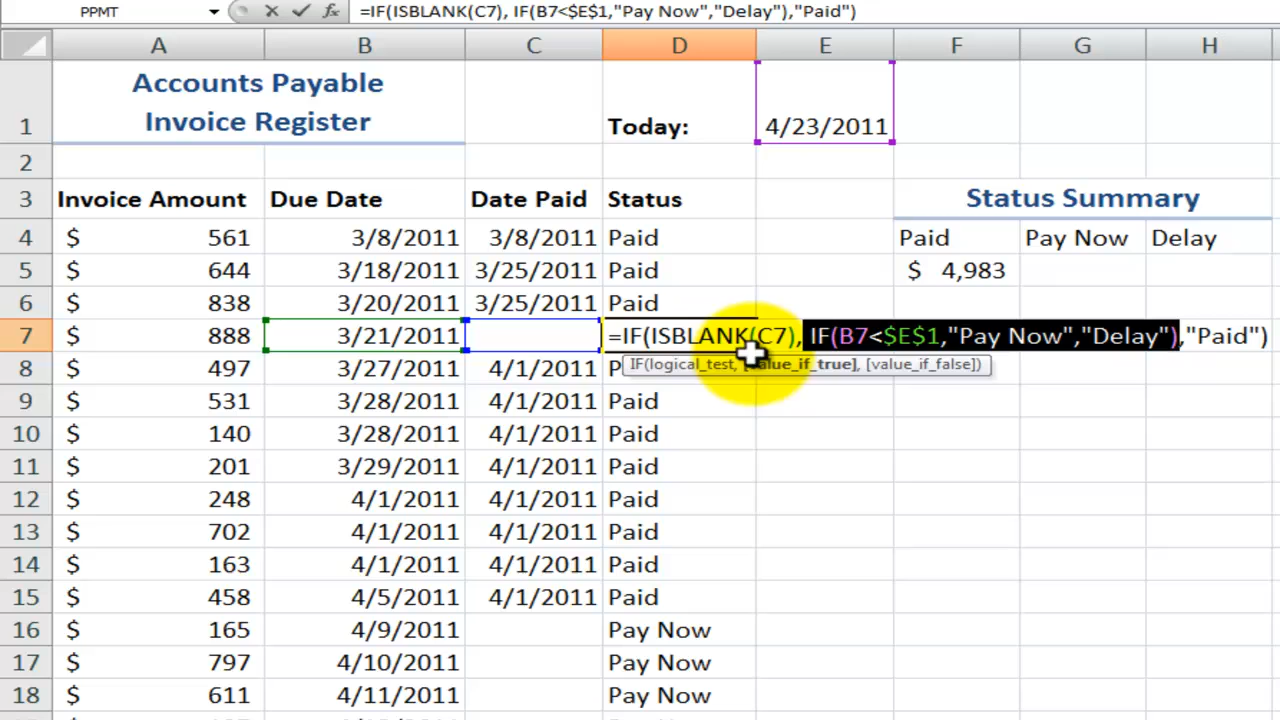 PPMT =IF(ISBLANK(C7), IF(B7<$E$1,"Pay Now","Delay"),"Paid")
A B C D E F G H
Accounts Payable
Invoice Register
1 Today: 4/23/2011
2
3 Invoice Amount Due Date Date Paid Status Status Summary
4 $ 561 3/8/2011 3/8/2011 Paid Paid Pay Now Delay
5 $ 644 3/18/2011 3/25/2011 Paid $ 4,983
6 $ 838 3/20/2011 3/25/2011 Paid
7 $ 888 3/21/2011 =IF(ISBLANK(C7), IF(B7<$E$1,"Pay Now","Delay"),"Paid")
IF(logical_test, [value_if_true], [value_if_false])
8 $ 497 3/27/2011 4/1/2011
9 $ 531 3/28/2011 4/1/2011 Paid
10 $ 140 3/28/2011 4/1/2011 Paid
11 $ 201 3/29/2011 4/1/2011 Paid
12 $ 248 4/1/2011 4/1/2011 Paid
13 $ 702 4/1/2011 4/1/2011 Paid
14 $ 163 4/1/2011 4/1/2011 Paid
15 $ 458 4/5/2011 4/1/2011 Paid
16 $ 165 4/9/2011 Pay Now
17 $ 797 4/10/2011 Pay Now
18 $ 611 4/11/2011 Pay Now